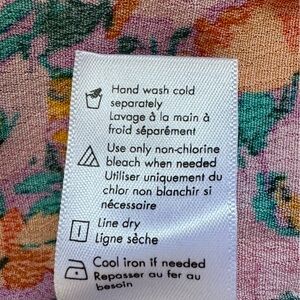 Hand wash cold
separately
Lavage à la main à
froid séparément
Use only non-chlorine
bleach when needed
Utiliser uniquement du
chlor non blanchir si
nécessaire
Line dry
Ligne sèche
Cool iron if needed
Repasser au fer au
besoin